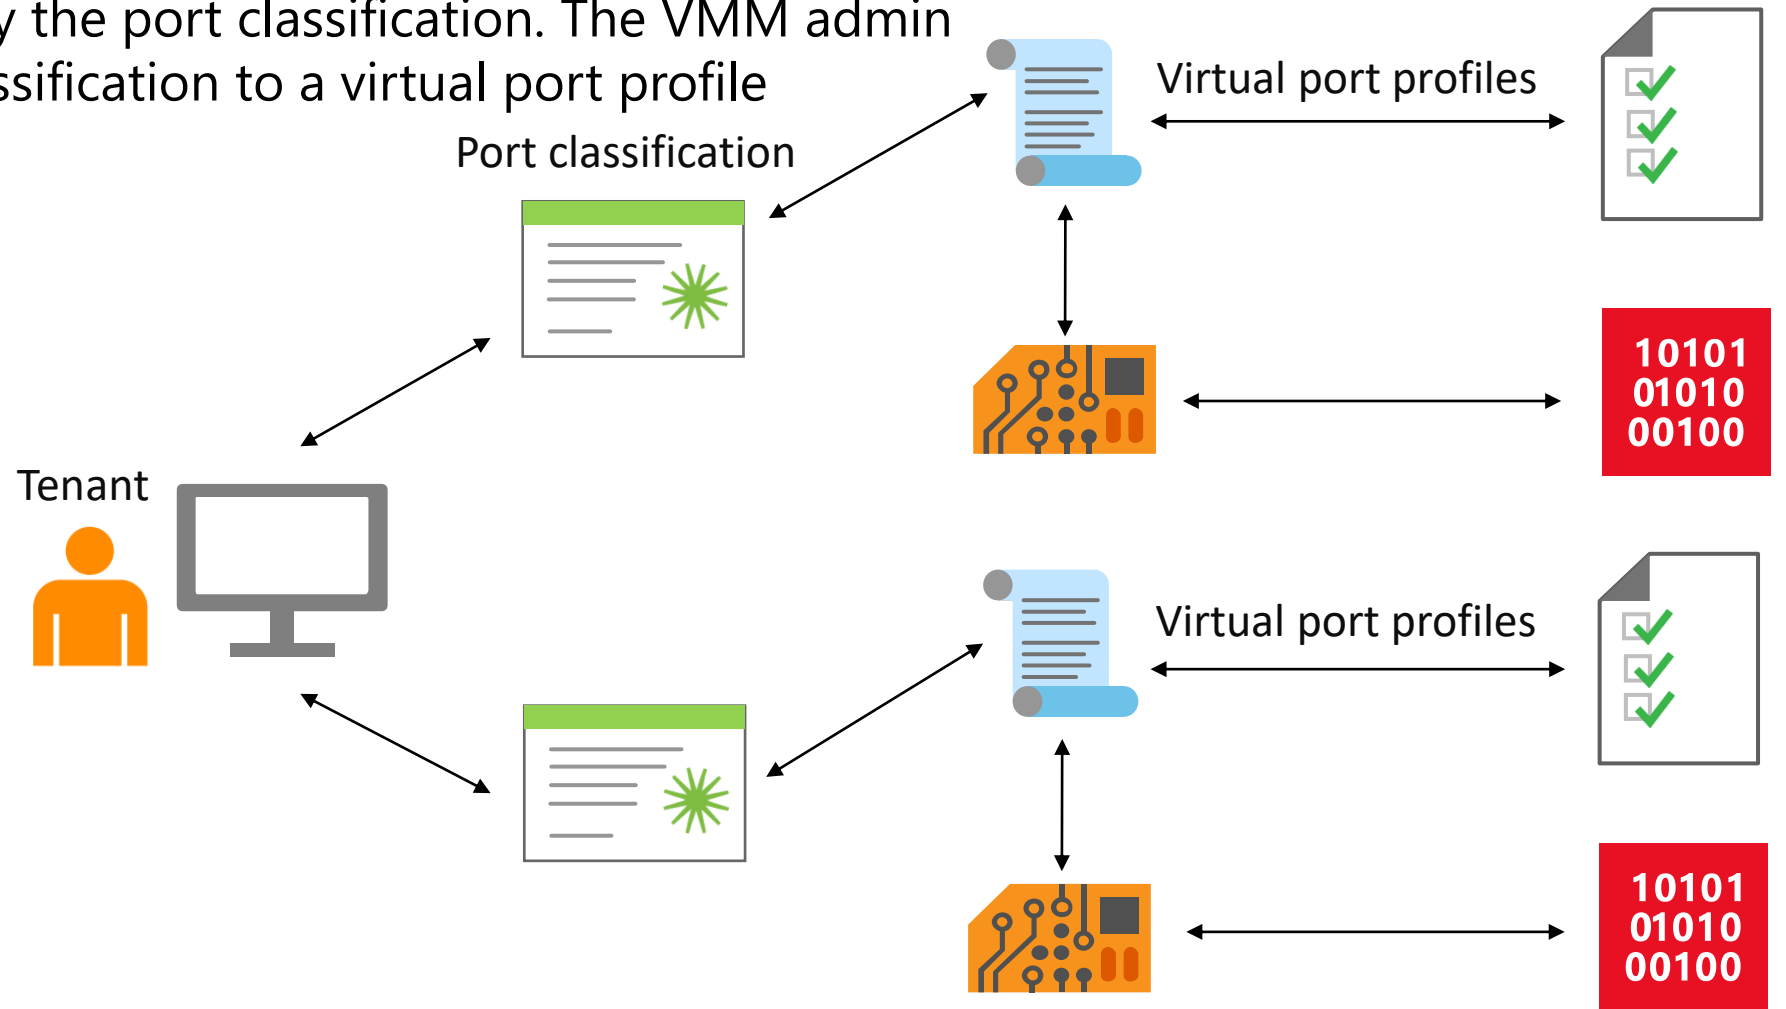 the port classification. The VMM admin
to a virtual port profile
Virtual port profiles
Port classification
10101
01010
00100
Tenant
Virtual port profiles
10101
01010
00100